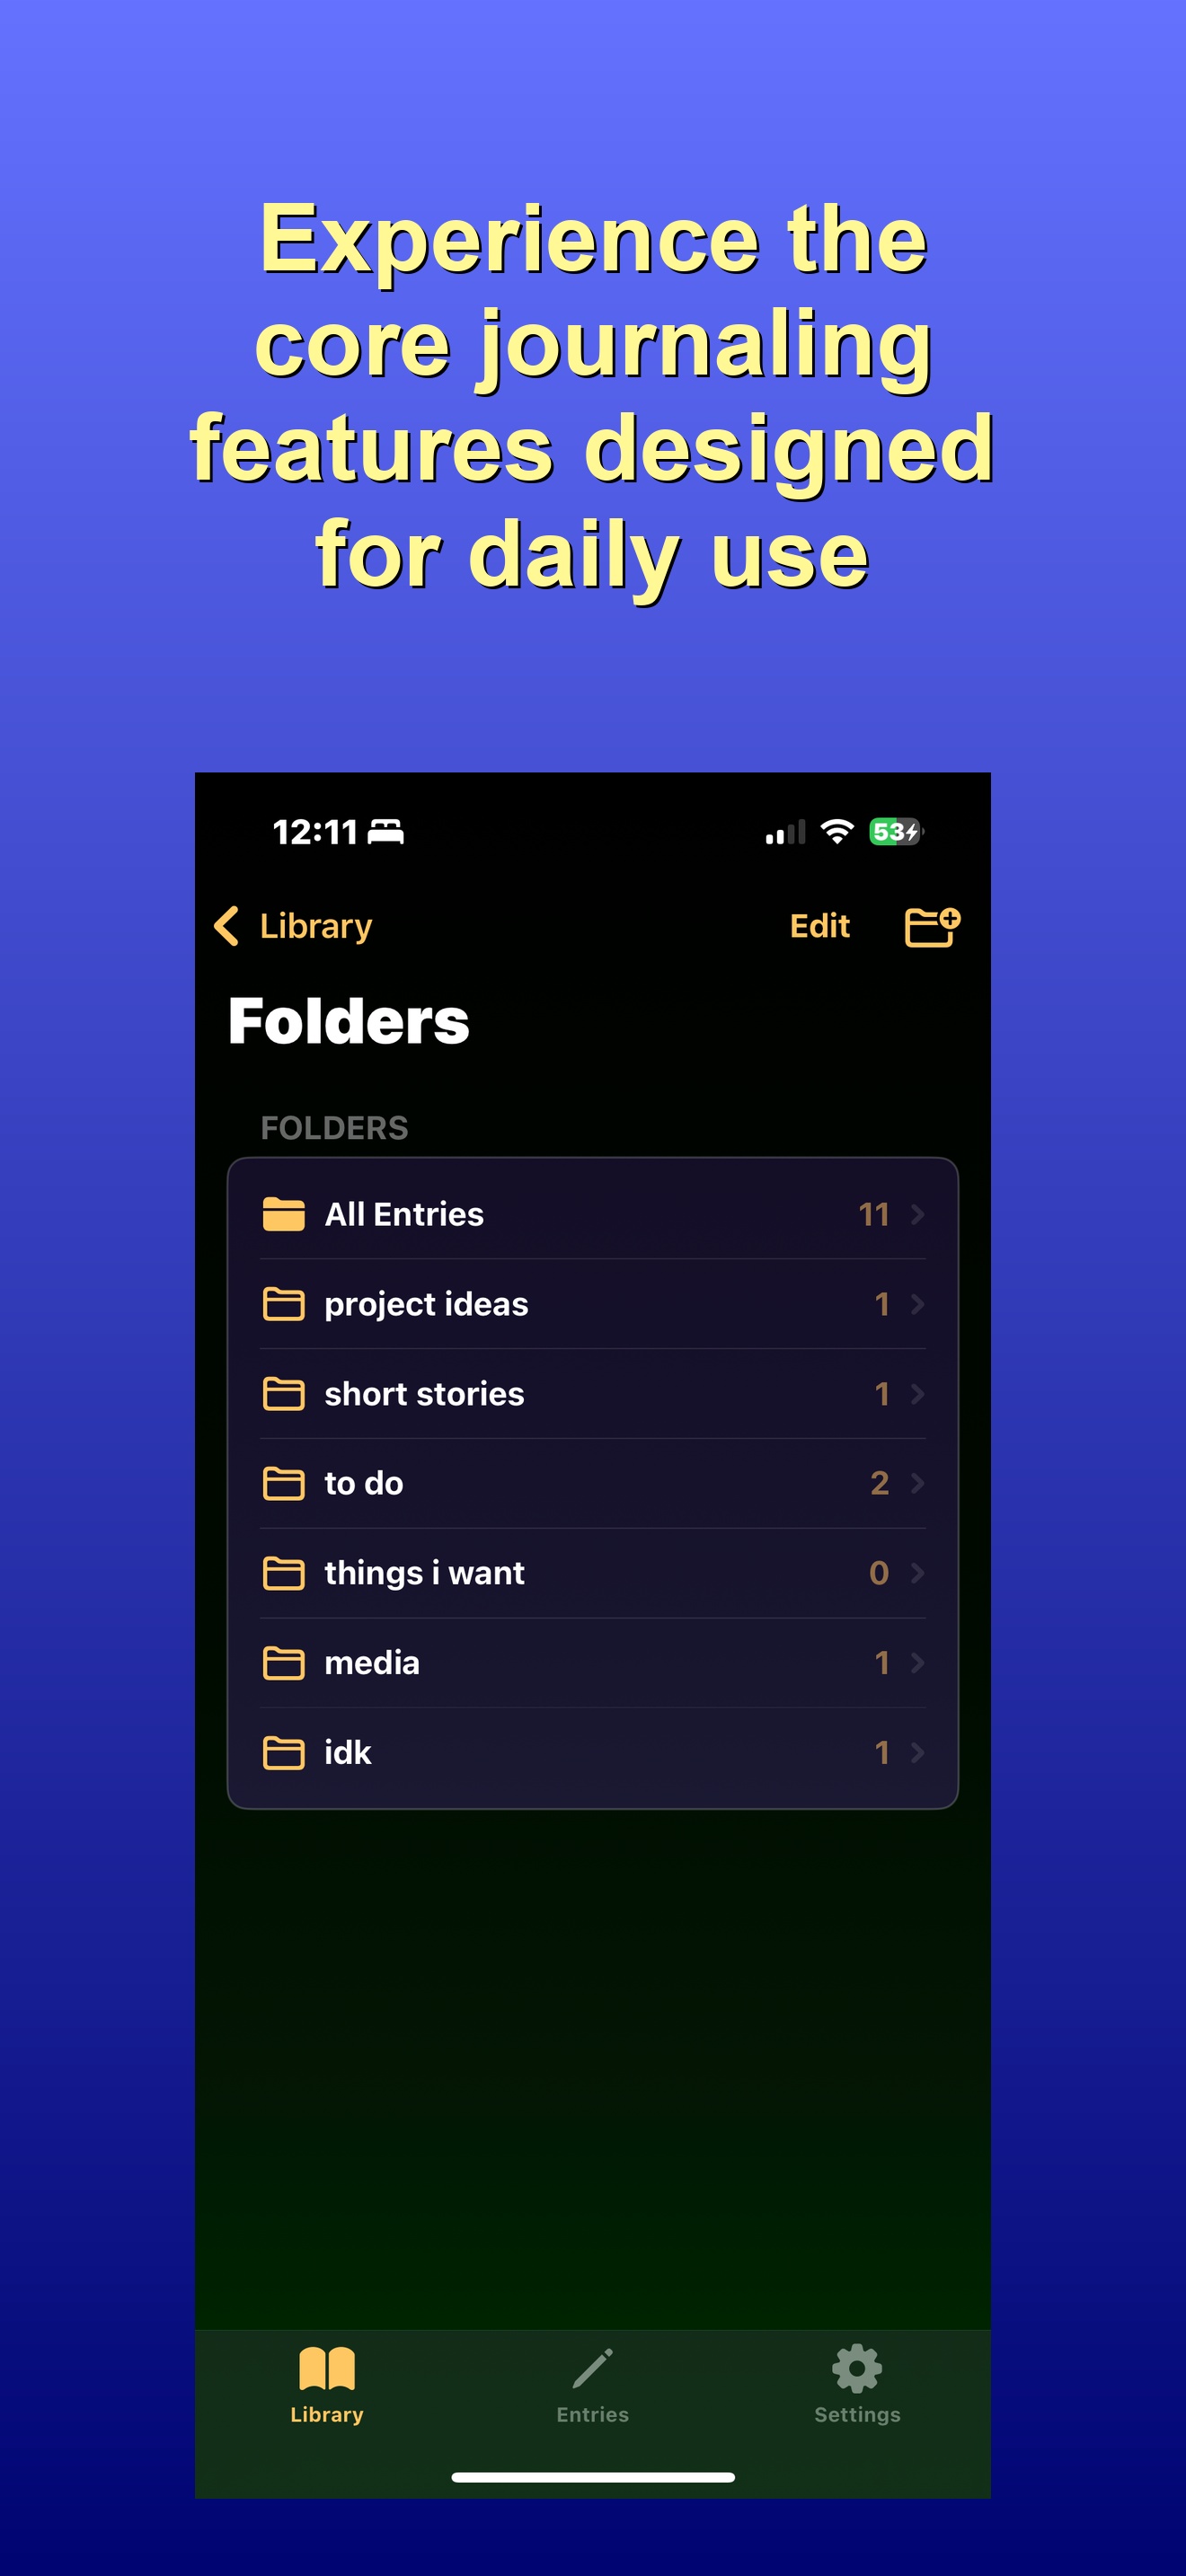 Experience the
core journaling
features designed
for daily use
12:11 53
Library Edit
Folders
FOLDERS
All Entries 11
project ideas 1
short stories 1
to do 2
things i want 0
media 1
idk 1
Library Entries Settings